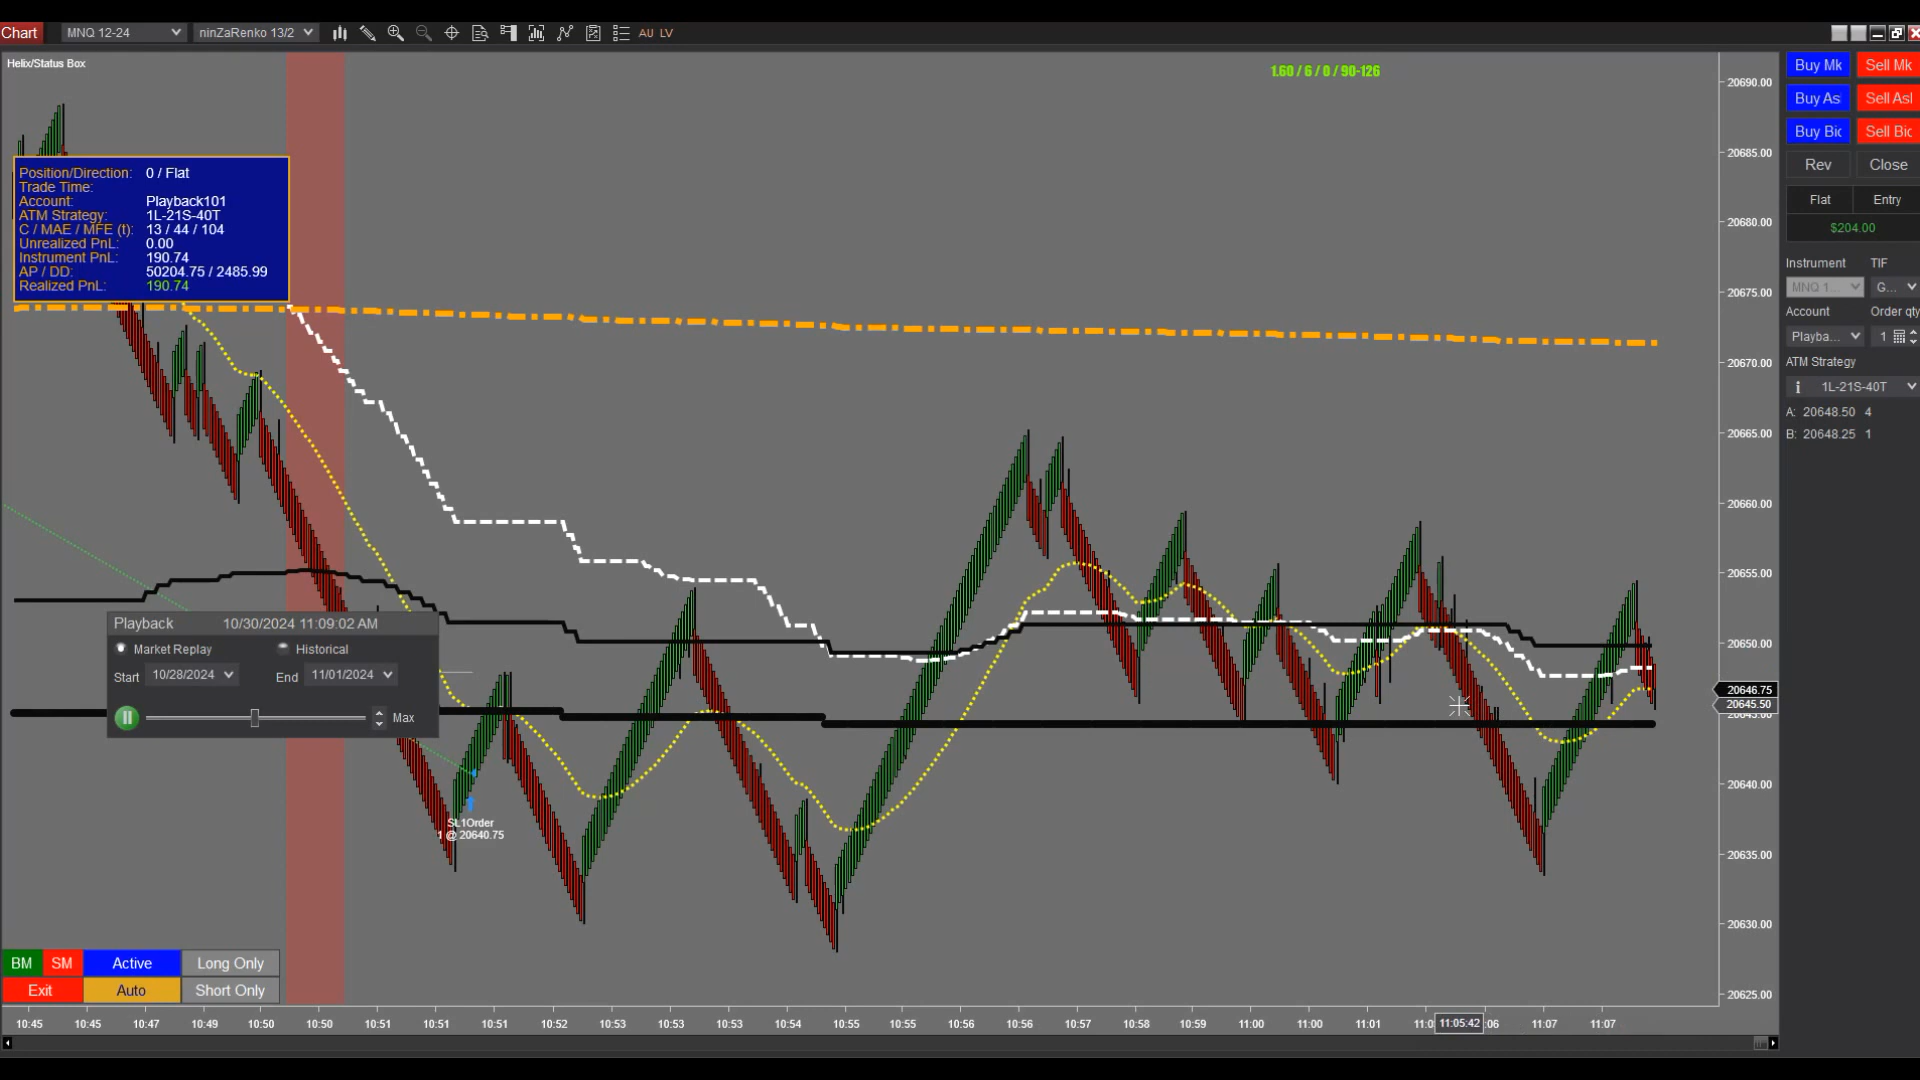 Chart MNQ 12-24 ninZaRenko 13/2 AU LV
Helix/Status Box
1.60 / 6 / 0 / 90-126
Position/Direction: 0 / Flat
Trade Time:
Account: Playback101
ATM Strategy: 1L-21S-40T
C / MAE / MFE (t): 13 / 44 / 104
Unrealized PnL: 0.00
Instrument PnL: 190.74
AP / DD: 50204.75 / 2485.99
Realized PnL: 190.74
Playback 10/30/2024 11:09:02 AM
Market Replay Historical
Start 10/28/2024 End 11/01/2024
Max
SL1Order
1 @ 20640.75
BM SM Active Long Only
Exit Auto Short Only
20690.00
20685.00
20680.00
20675.00
20670.00
20665.00
20660.00
20655.00
20650.00
20646.75
20645.50
20640.00
20635.00
20630.00
20625.00
10:45 10:45 10:47 10:49 10:50 10:50 10:51 10:51 10:51 10:52 10:53 10:53 10:53 10:54 10:55 10:55 10:56 10:56 10:57 10:58 10:59 11:00 11:00 11:01 11:0 11:05:42 :06 11:07 11:07
Buy Mk Sell Mk
Buy As Sell Asl
Buy Bic Sell Bic
Rev Close
Flat Entry
$204.00
Instrument TIF
MNQ 1... G...
Account Order qty
Playba... 1
ATM Strategy
1L-21S-40T
A: 20648.50 4
B: 20648.25 1